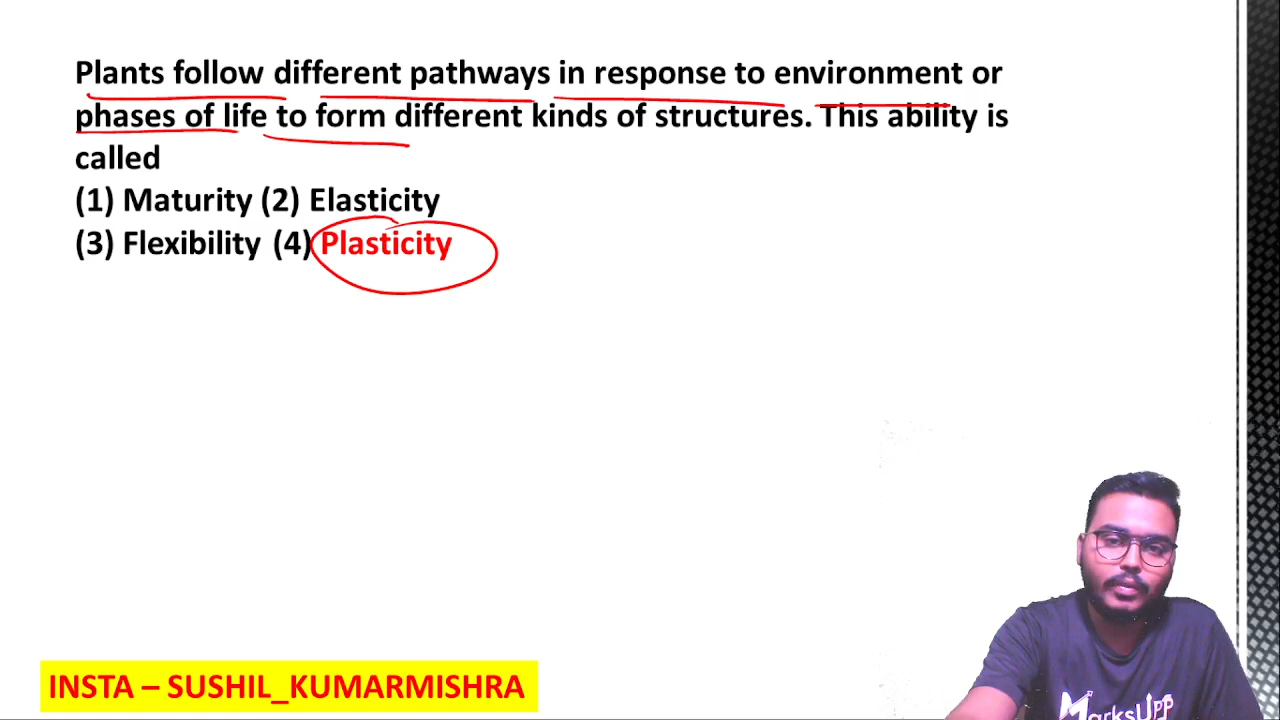 Plants follow different pathways in response to environment or
phases of life to form different kinds of structures. This ability is
called
(1) Maturity (2) Elasticity
(3) Flexibility (4) Plasticity
INSTA – SUSHIL_KUMARMISHRA
MarksUpp